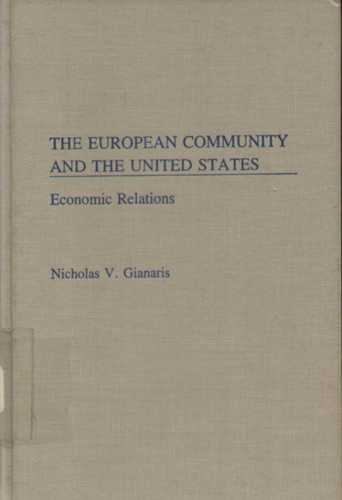 THE EUROPEAN COMMUNITY
AND THE UNITED STATES
Economic Relations
Nicholas V. Gianaris